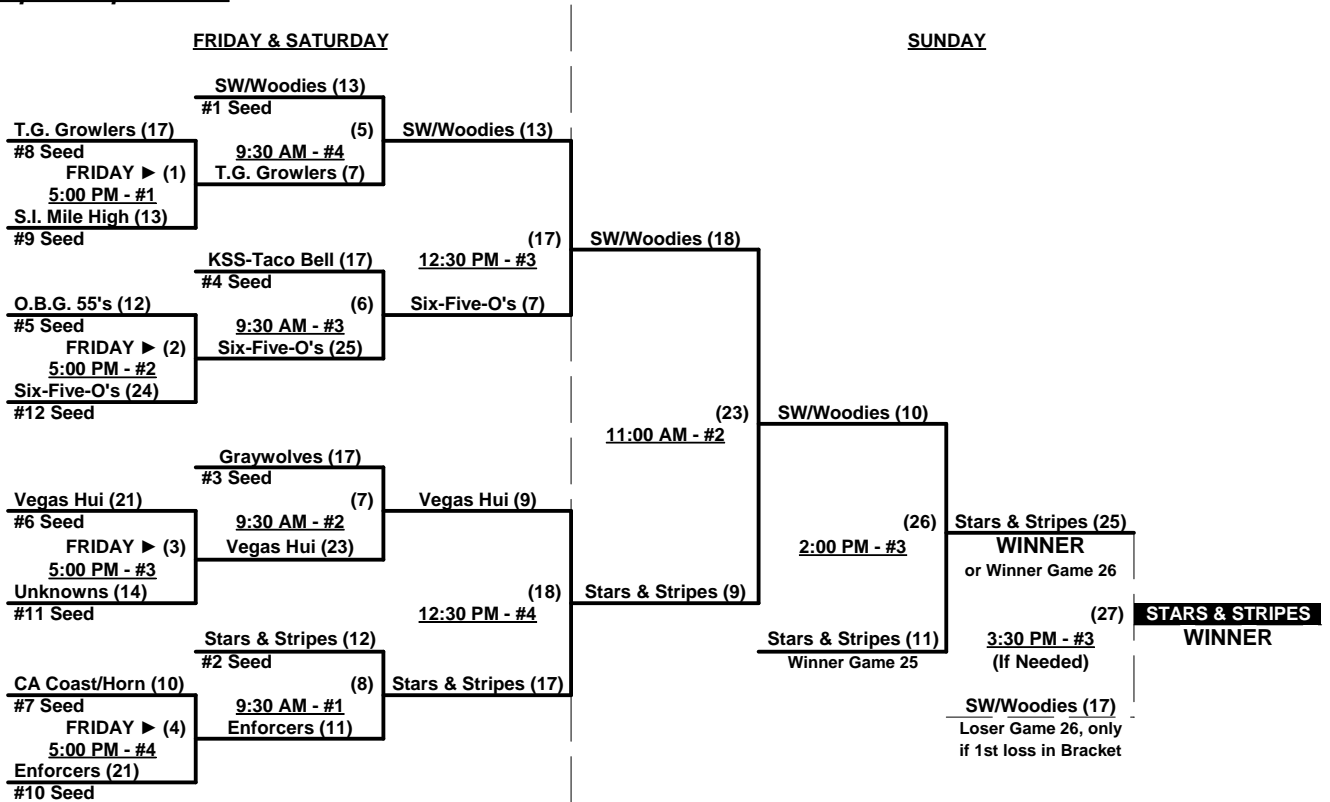 FRIDAY & SATURDAY
SUNDAY
SW/Woodies (13)
#1 Seed
T.G. Growlers (17)
#8 Seed
FRIDAY ► (1)
5:00 PM - #1
S.I. Mile High (13)
#9 Seed
(5)
9:30 AM - #4
T.G. Growlers (7)
SW/Woodies (13)
KSS-Taco Bell (17)
#4 Seed
O.B.G. 55's (12)
#5 Seed
FRIDAY ► (2)
5:00 PM - #2
Six-Five-O's (24)
#12 Seed
(6)
9:30 AM - #3
Six-Five-O's (25)
(17)
12:30 PM - #3
Six-Five-O's (7)
SW/Woodies (18)
Graywolves (17)
#3 Seed
Vegas Hui (21)
#6 Seed
FRIDAY ► (3)
5:00 PM - #3
Unknowns (14)
#11 Seed
(7)
9:30 AM - #2
Vegas Hui (23)
Vegas Hui (9)
Stars & Stripes (12)
#2 Seed
CA Coast/Horn (10)
#7 Seed
FRIDAY ► (4)
5:00 PM - #4
Enforcers (21)
#10 Seed
(8)
9:30 AM - #1
Enforcers (11)
(18)
12:30 PM - #4
Stars & Stripes (17)
Stars & Stripes (9)
(23)
11:00 AM - #2
SW/Woodies (10)
(26)
2:00 PM - #3
Stars & Stripes (11)
Winner Game 25
Stars & Stripes (25)
WINNER
or Winner Game 26
(27)
3:30 PM - #3
(If Needed)
SW/Woodies (17)
Loser Game 26, only
if 1st loss in Bracket
STARS & STRIPES
WINNER